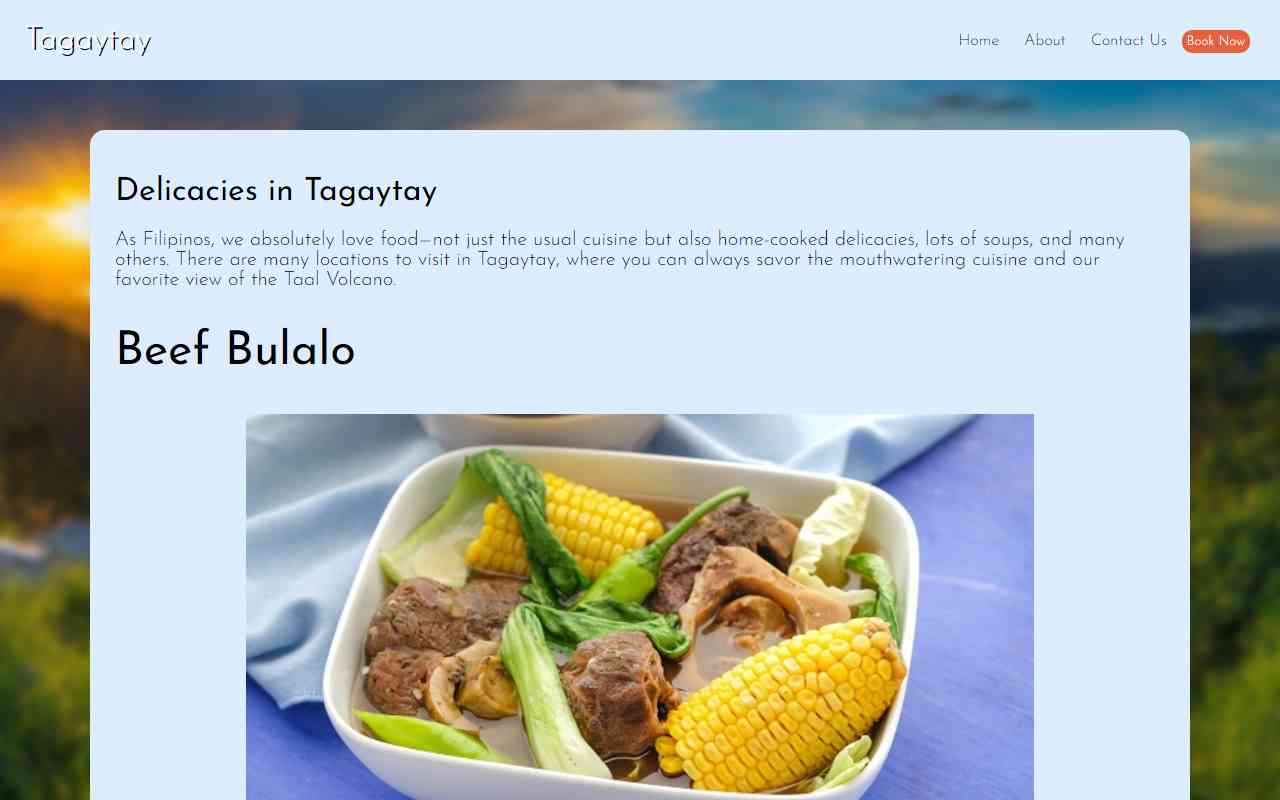 Tagaytay
Home About Contact Us Book Now
Delicacies in Tagaytay
As Filipinos, we absolutely love food—not just the usual cuisine but also home-cooked delicacies, lots of soups, and many
others. There are many locations to visit in Tagaytay, where you can always savor the mouthwatering cuisine and our
favorite view of the Taal Volcano.
Beef Bulalo